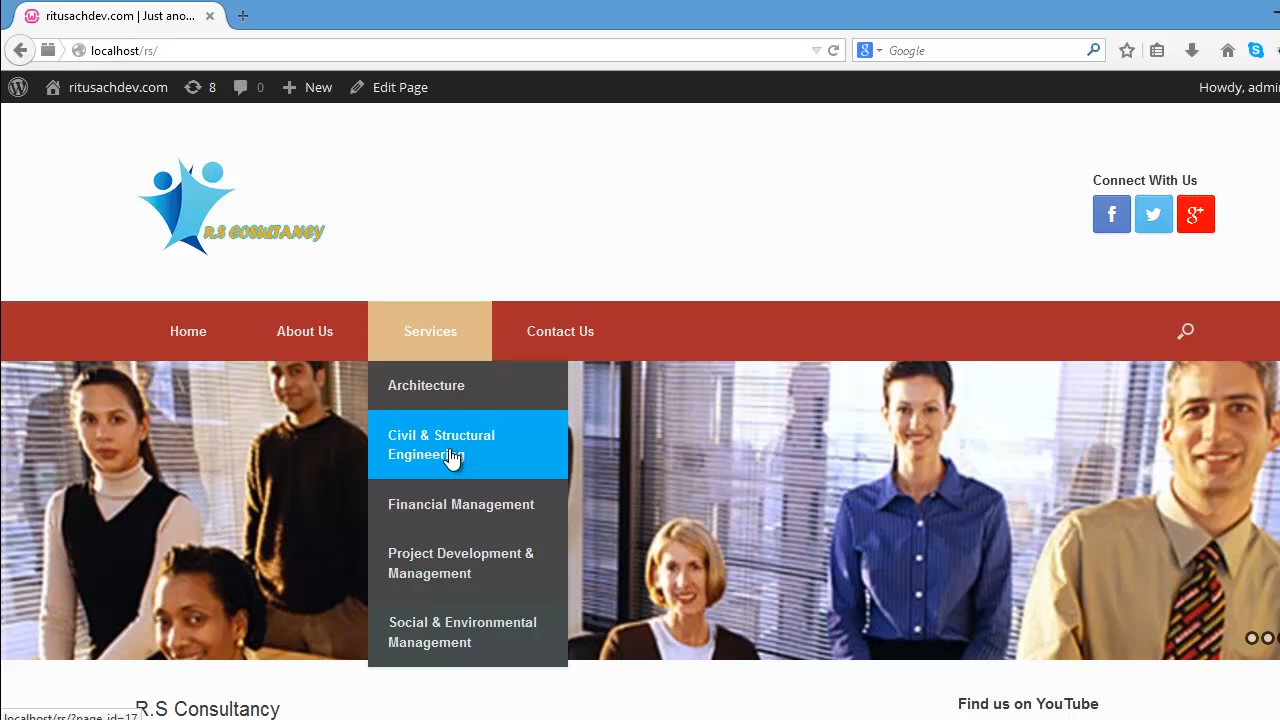 ritusachdev.com | Just ano...
localhost/rs/
Google
ritusachdev.com
8
0
New
Edit Page
Howdy, admi
R.S COSULTANCY
Connect With Us
f
g+
Home
About Us
Services
Contact Us
Architecture
Civil & Structural
Engineering
Financial Management
Project Development &
Management
Social & Environmental
Management
R.S Consultancy
Find us on YouTube
localhost/rs/?page_id=17